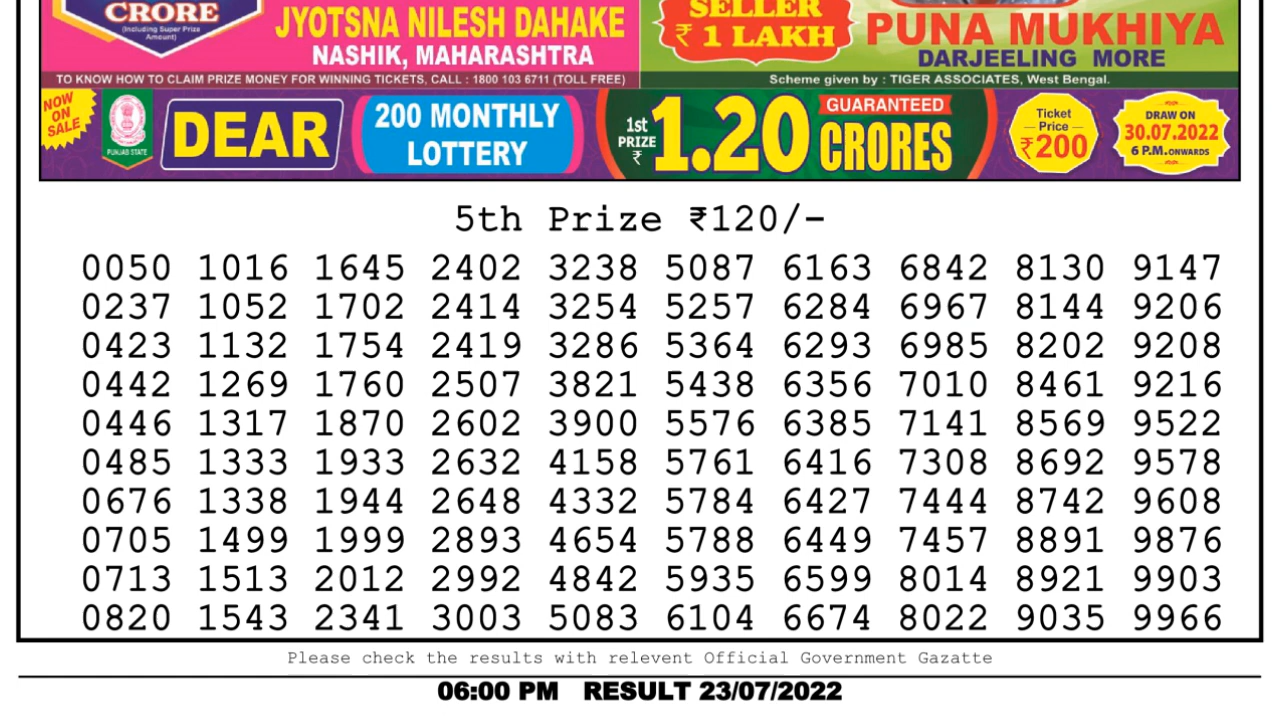 CRORE
(Including Super Prize
Amount)
JYOTSNA NILESH DAHAKE
NASHIK, MAHARASHTRA
SELLER
₹ 1 LAKH
PUNA MUKHIYA
DARJEELING MORE
TO KNOW HOW TO CLAIM PRIZE MONEY FOR WINNING TICKETS, CALL : 1800 103 6711 (TOLL FREE)
Scheme given by : TIGER ASSOCIATES, West Bengal.
NOW
ON
SALE
PUNJAB STATE
DEAR
200 MONTHLY
LOTTERY
1st
PRIZE
₹
1.20
GUARANTEED
CRORES
Ticket
Price
₹200
DRAW ON
30.07.2022
6 P.M. ONWARDS
5th Prize ₹120/-
0050 1016 1645 2402 3238 5087 6163 6842 8130 9147
0237 1052 1702 2414 3254 5257 6284 6967 8144 9206
0423 1132 1754 2419 3286 5364 6293 6985 8202 9208
0442 1269 1760 2507 3821 5438 6356 7010 8461 9216
0446 1317 1870 2602 3900 5576 6385 7141 8569 9522
0485 1333 1933 2632 4158 5761 6416 7308 8692 9578
0676 1338 1944 2648 4332 5784 6427 7444 8742 9608
0705 1499 1999 2893 4654 5788 6449 7457 8891 9876
0713 1513 2012 2992 4842 5935 6599 8014 8921 9903
0820 1543 2341 3003 5083 6104 6674 8022 9035 9966
Please check the results with relevent Official Government Gazatte
06:00 PM RESULT 23/07/2022